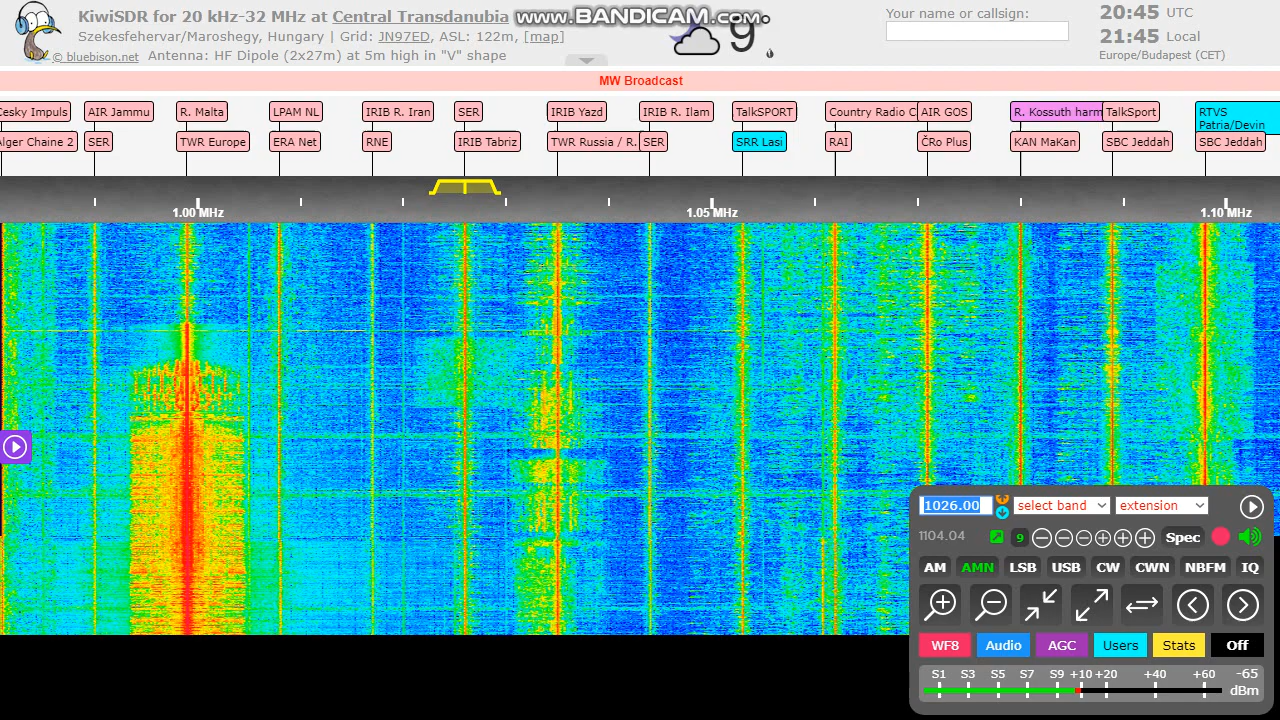 KiwiSDR for 20 kHz-32 MHz at Central Transdanubia
Szekesfehervar/Maroshegy, Hungary | Grid: JN97ED, ASL: 122m, [map]
© bluebison.net Antenna: HF Dipole (2x27m) at 5m high in "V" shape
www.BANDICAM.com
9
Your name or callsign:
20:45 UTC
21:45 Local
Europe/Budapest (CET)
MW Broadcast
Cesky Impuls AIR Jammu R. Malta LPAM NL IRIB R. Iran SER IRIB Yazd IRIB R. Ilam TalkSPORT Country Radio C AIR GOS R. Kossuth harm TalkSport RTVS
Patria/Devin
Alger Chaine 2 SER TWR Europe ERA Net RNE IRIB Tabriz TWR Russia / R. SER SRR Lasi RAI ČRo Plus KAN MaKan SBC Jeddah SBC Jeddah
1.00 MHz 1.05 MHz 1.10 MHz
1026.00 select band extension
1104.04 9 Spec
AM AMN LSB USB CW CWN NBFM IQ
WF8 Audio AGC Users Stats Off
S1 S3 S5 S7 S9 +10 +20 +40 +60 -65
dBm